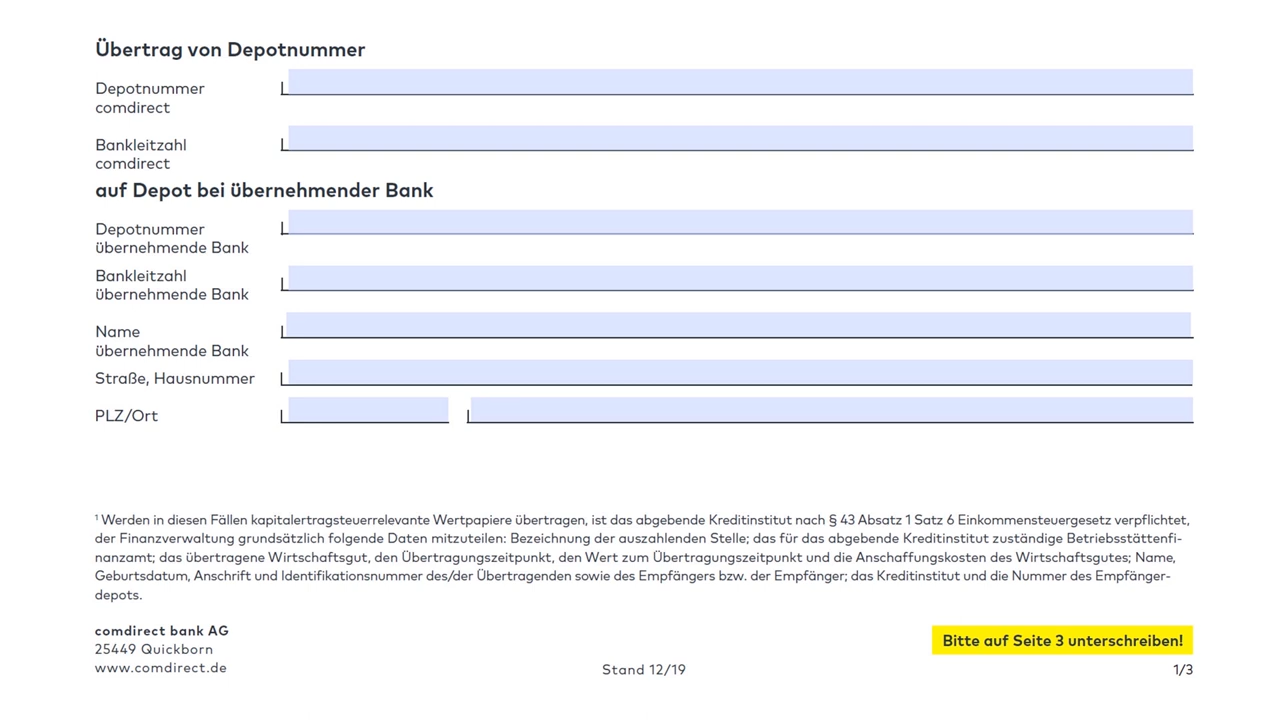 Übertrag von Depotnummer
Depotnummer
comdirect
Bankleitzahl
comdirect
auf Depot bei übernehmender Bank
Depotnummer
übernehmende Bank
Bankleitzahl
übernehmende Bank
Name
übernehmende Bank
Straße, Hausnummer
PLZ/Ort
¹ Werden in diesen Fällen kapitalertragsteuerrelevante Wertpapiere übertragen, ist das abgebende Kreditinstitut nach § 43 Absatz 1 Satz 6 Einkommensteuergesetz verpflichtet,
der Finanzverwaltung grundsätzlich folgende Daten mitzuteilen: Bezeichnung der auszahlenden Stelle; das für das abgebende Kreditinstitut zuständige Betriebsstättenfi-
nanzamt; das übertragene Wirtschaftsgut, den Übertragungszeitpunkt, den Wert zum Übertragungszeitpunkt und die Anschaffungskosten des Wirtschaftsgutes; Name,
Geburtsdatum, Anschrift und Identifikationsnummer des/der Übertragenden sowie des Empfängers bzw. der Empfänger; das Kreditinstitut und die Nummer des Empfänger-
depots.
comdirect bank AG
25449 Quickborn
www.comdirect.de
Stand 12/19
Bitte auf Seite 3 unterschreiben!
1/3